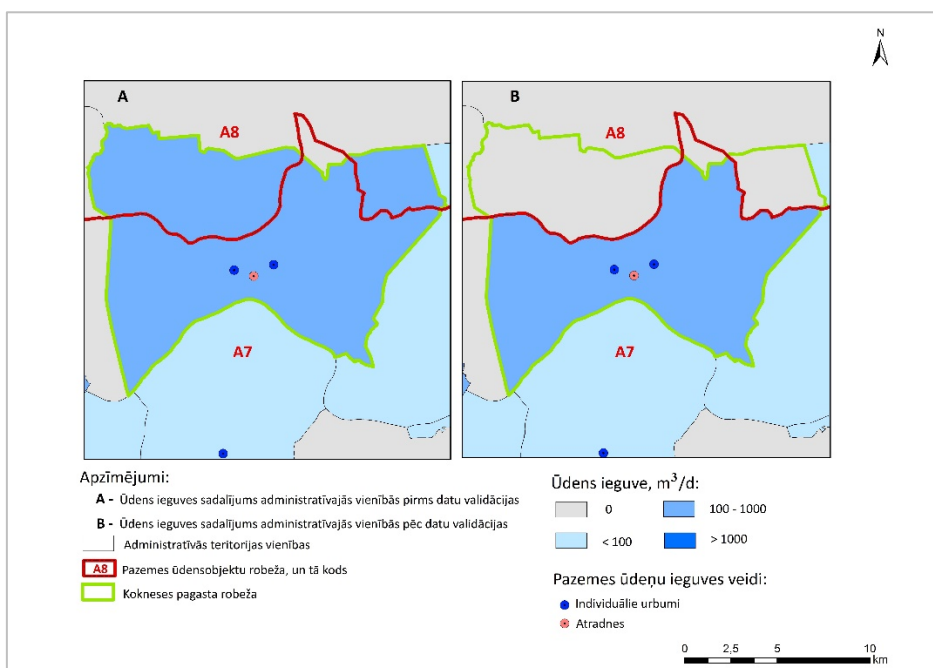 N
A
B
A8
A8
A7
A7
Apzīmējumi:
A - Ūdens ieguves sadalījums administratīvajās vienībās pirms datu validācijas
B - Ūdens ieguves sadalījums administratīvajās vienībās pēc datu validācijas
Administratīvās teritorijas vienības
A8 Pazemes ūdensobjektu robeža, un tā kods
Kokneses pagasta robeža
Ūdens ieguve, m³/d:
0 100 - 1000
< 100 > 1000
Pazemes ūdeņu ieguves veidi:
Individuālie urbumi
Atradnes
0 2,5 5 10
km